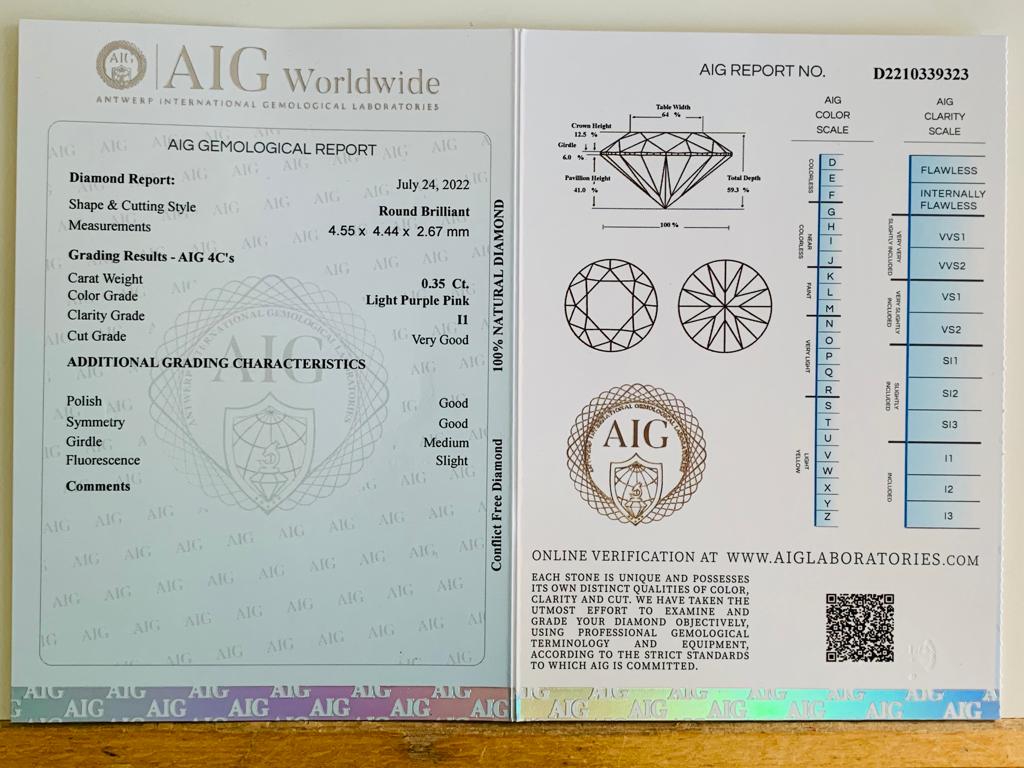 AIG Worldwide
ANTWERP INTERNATIONAL GEMOLOGICAL LABORATORIES
AIG GEMOLOGICAL REPORT
Diamond Report: July 24, 2022
Shape & Cutting Style Round Brilliant
Measurements 4.55 x 4.44 x 2.67 mm
Grading Results - AIG 4C's
Carat Weight 0.35 Ct.
Color Grade Light Purple Pink
Clarity Grade I1
Cut Grade Very Good
ADDITIONAL GRADING CHARACTERISTICS
Polish Good
Symmetry Good
Girdle Medium
Fluorescence Slight
Comments
100% NATURAL DIAMOND
Conflict Free Diamond
AIG REPORT NO. D2210339323
Table Width
64 %
Crown Height
12.5 %
Girdle
6.0 %
Pavillion Height
41.0 %
Total Depth
59.3 %
100 %
AIG
COLOR
SCALE
COLORLESS
D
E
F
NEAR COLORLESS
G
H
I
J
FAINT
K
L
M
VERY LIGHT
N
O
P
Q
R
LIGHT YELLOW
S
T
U
V
W
X
Y
Z
AIG
CLARITY
SCALE
FLAWLESS
INTERNALLY
FLAWLESS
VERY VERY
SLIGHTLY INCLUDED
VVS1
VVS2
VERY SLIGHTLY
INCLUDED
VS1
VS2
SLIGHTLY
INCLUDED
SI1
SI2
SI3
INCLUDED
I1
I2
I3
AIG
ONLINE VERIFICATION AT WWW.AIGLABORATORIES.COM
EACH STONE IS UNIQUE AND POSSESSES
ITS OWN DISTINCT QUALITIES OF COLOR,
CLARITY AND CUT. WE HAVE TAKEN THE
UTMOST EFFORT TO EXAMINE AND
GRADE YOUR DIAMOND OBJECTIVELY,
USING PROFESSIONAL GEMOLOGICAL
TERMINOLOGY AND EQUIPMENT,
ACCORDING TO THE STRICT STANDARDS
TO WHICH AIG IS COMMITTED.
AIG AIG AIG AIG AIG AIG
AIG AIG AIG AIG AIG AIG AIG